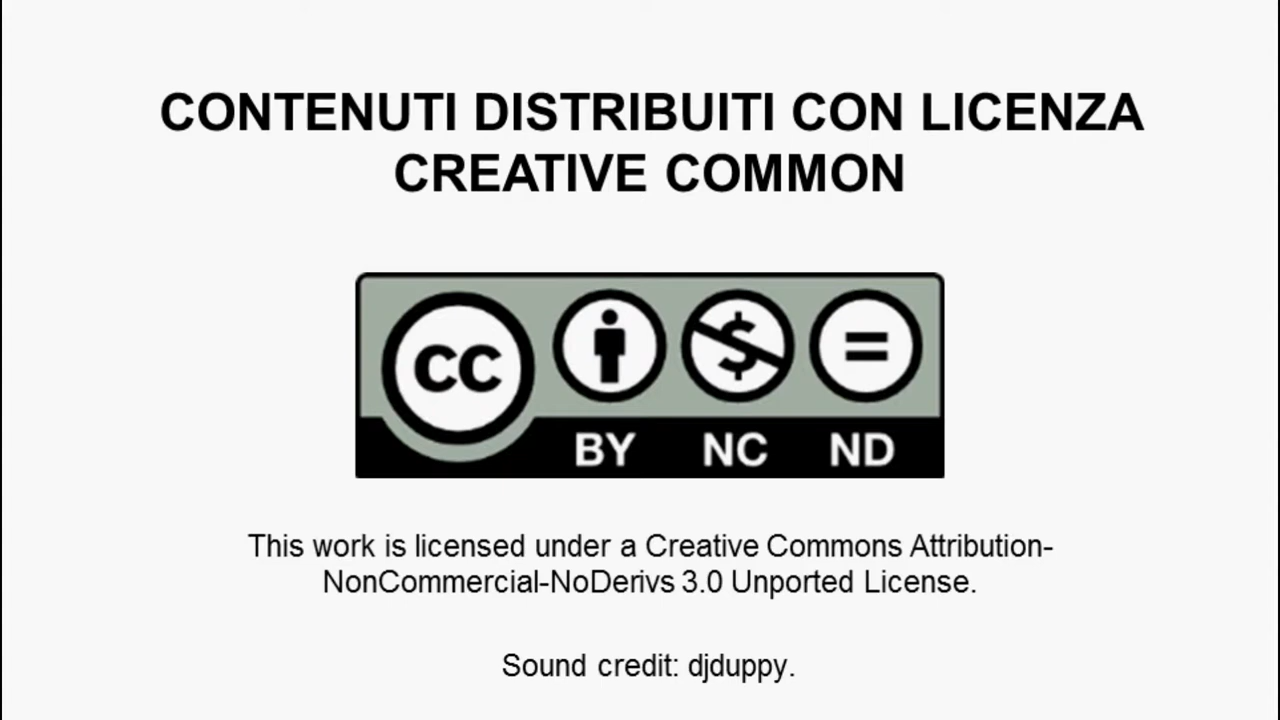 CONTENUTI DISTRIBUITI CON LICENZA
CREATIVE COMMON
CC
BY NC ND
This work is licensed under a Creative Commons Attribution-
NonCommercial-NoDerivs 3.0 Unported License.
Sound credit: djduppy.